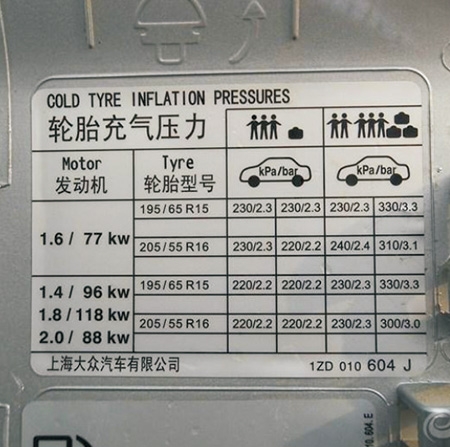 COLD TYRE INFLATION PRESSURES
轮胎充气压力
Motor Tyre kPa/bar kPa/bar
发动机 轮胎型号
195/65 R15 230/2.3 230/2.3 230/2.3 330/3.3
1.6/ 77 kw
205/55 R16 230/2.3 220/2.2 240/2.4 310/3.1
195/65 R15 220/2.2 220/2.2 230/2.3 330/3.3
1.4/ 96 kw
1.8/118 kw
2.0/ 88 kw
205/55 R16 220/2.2 220/2.2 230/2.3 300/3.0
上海大众汽车有限公司 1ZD 010 604 J